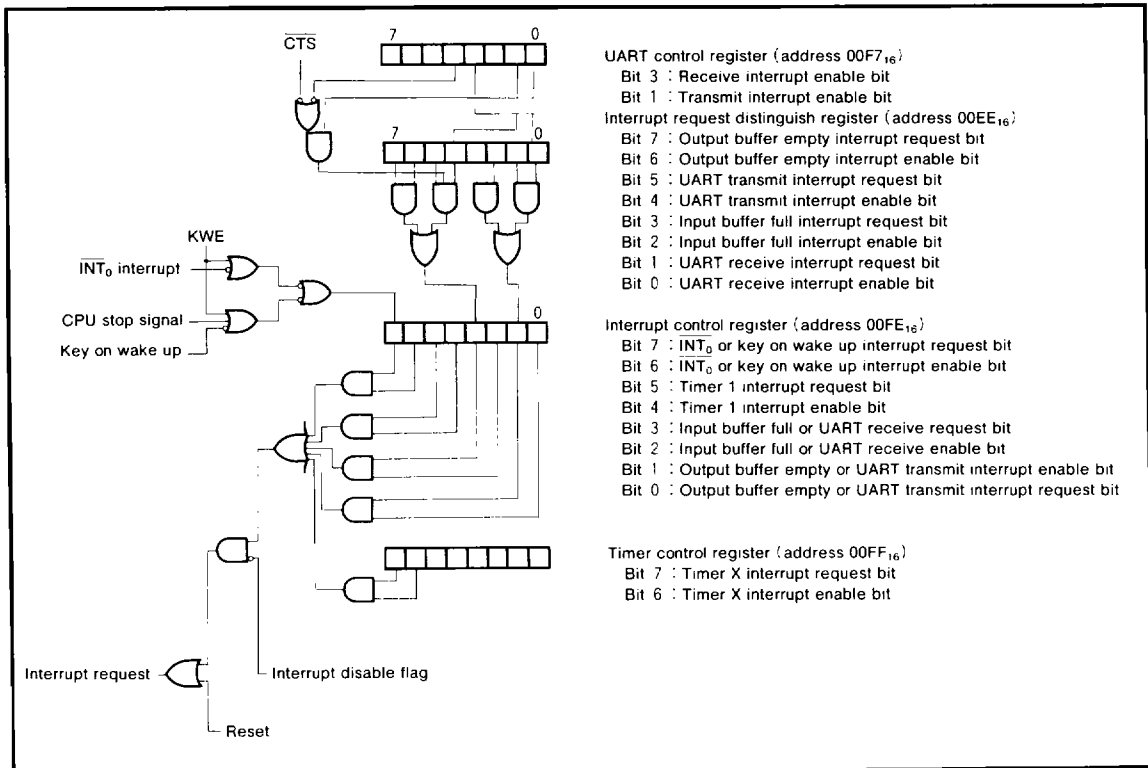 CTS
7 0
UART control register (address 00F7₁₆)
Bit 3 : Receive interrupt enable bit
Bit 1 : Transmit interrupt enable bit
Interrupt request distinguish register (address 00EE₁₆)
7 0
Bit 7 : Output buffer empty interrupt request bit
Bit 6 : Output buffer empty interrupt enable bit
Bit 5 : UART transmit interrupt request bit
Bit 4 : UART transmit interrupt enable bit
Bit 3 : Input buffer full interrupt request bit
Bit 2 : Input buffer full interrupt enable bit
Bit 1 : UART receive interrupt request bit
Bit 0 : UART receive interrupt enable bit
KWE
INT₀ interrupt
CPU stop signal
Key on wake up
7 0
Interrupt control register (address 00FE₁₆)
Bit 7 : INT₀ or key on wake up interrupt request bit
Bit 6 : INT₀ or key on wake up interrupt enable bit
Bit 5 : Timer 1 interrupt request bit
Bit 4 : Timer 1 interrupt enable bit
Bit 3 : Input buffer full or UART receive request bit
Bit 2 : Input buffer full or UART receive enable bit
Bit 1 : Output buffer empty or UART transmit interrupt enable bit
Bit 0 : Output buffer empty or UART transmit interrupt request bit
Timer control register (address 00FF₁₆)
Bit 7 : Timer X interrupt request bit
Bit 6 : Timer X interrupt enable bit
Interrupt request
Interrupt disable flag
Reset